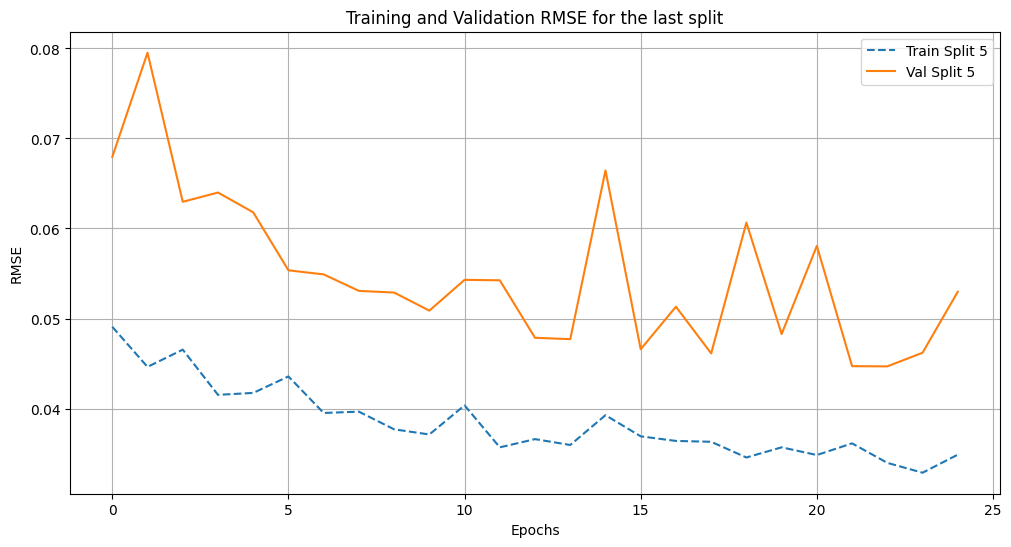 Training and Validation RMSE for the last split
Train Split 5
Val Split 5
0.08
0.07
0.06
0.05
0.04
RMSE
0 5 10 15 20 25
Epochs